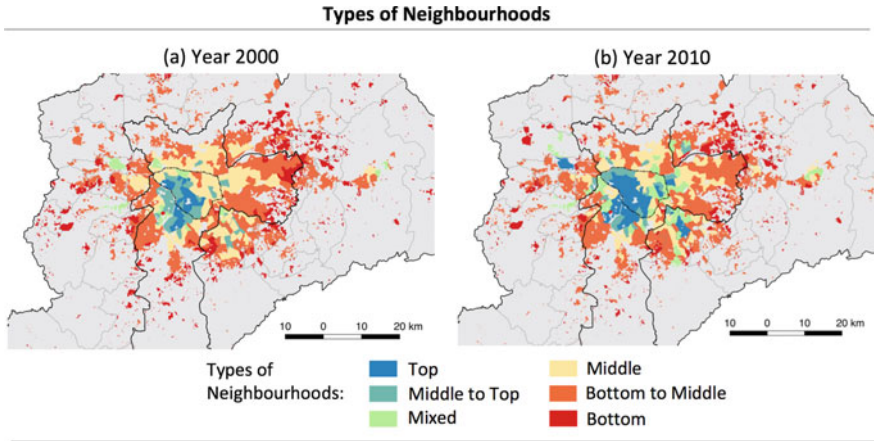 Types of Neighbourhoods
(a) Year 2000
(b) Year 2010
10 0 10 20 km
10 0 10 20 km
Types of
Neighbourhoods:
Top
Middle to Top
Mixed
Middle
Bottom to Middle
Bottom